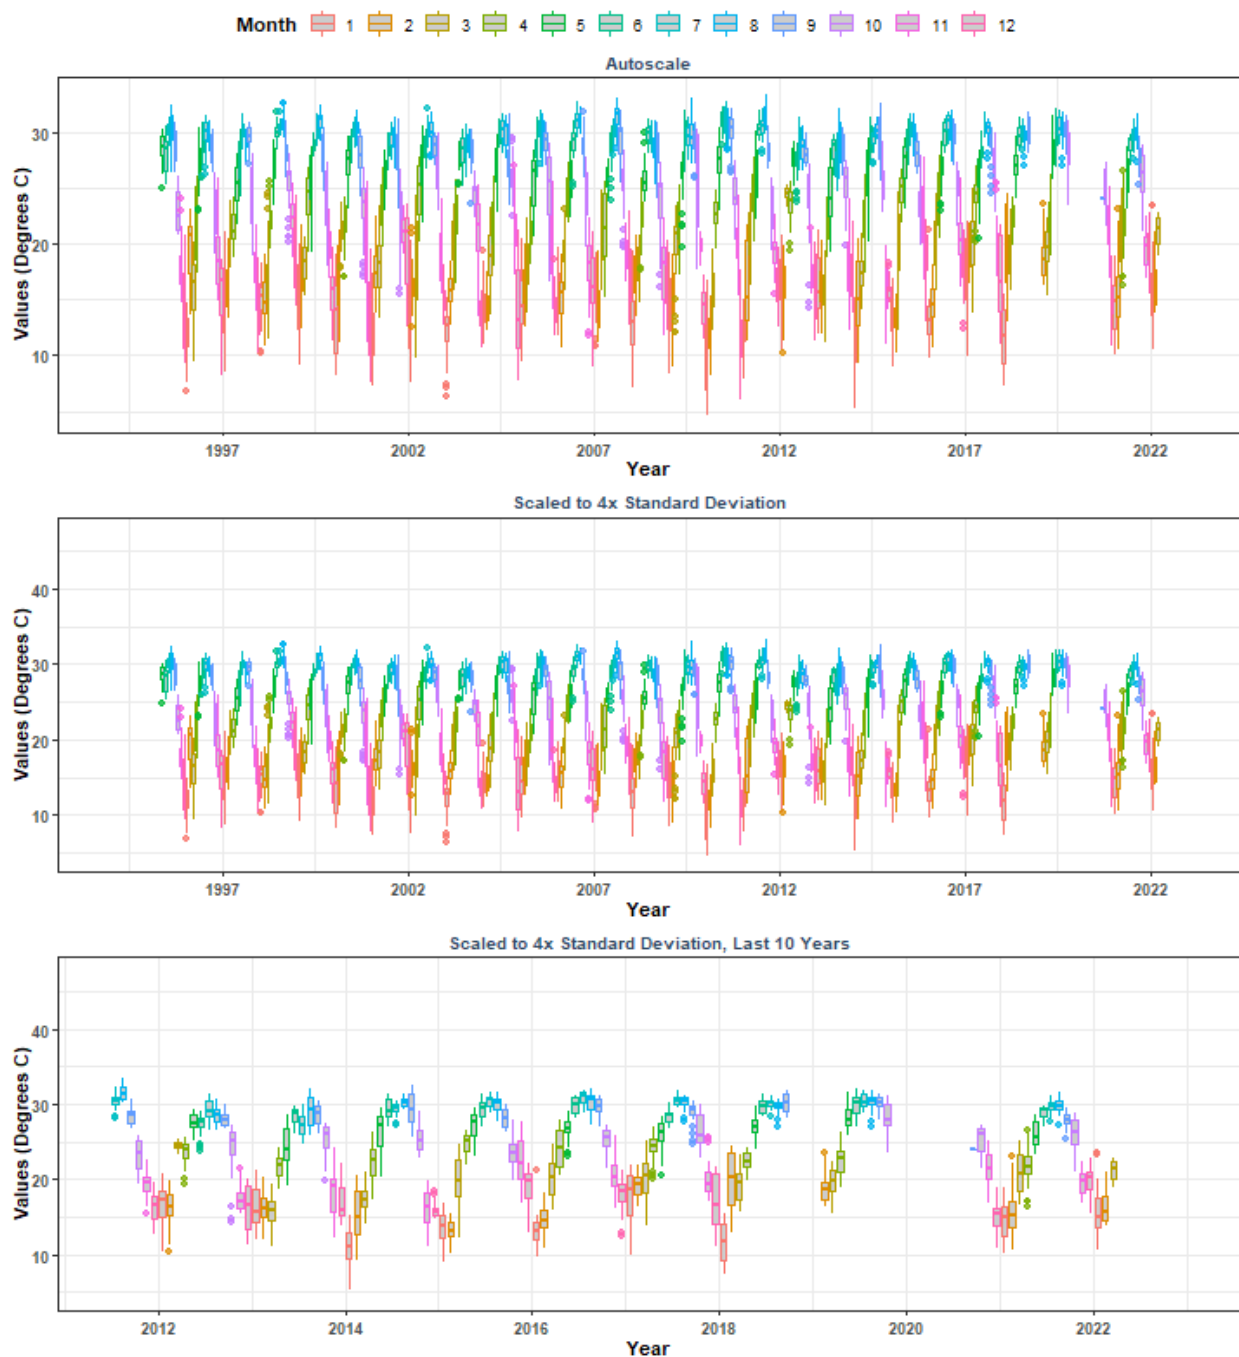 Month 1 2 3 4 5 6 7 8 9 10 11 12
Autoscale
Values (Degrees C)
30
20
10
1997 2002 2007 2012 2017 2022
Year
Scaled to 4x Standard Deviation
Values (Degrees C)
40
30
20
10
1997 2002 2007 2012 2017 2022
Year
Scaled to 4x Standard Deviation, Last 10 Years
Values (Degrees C)
40
30
20
10
2012 2014 2016 2018 2020 2022
Year